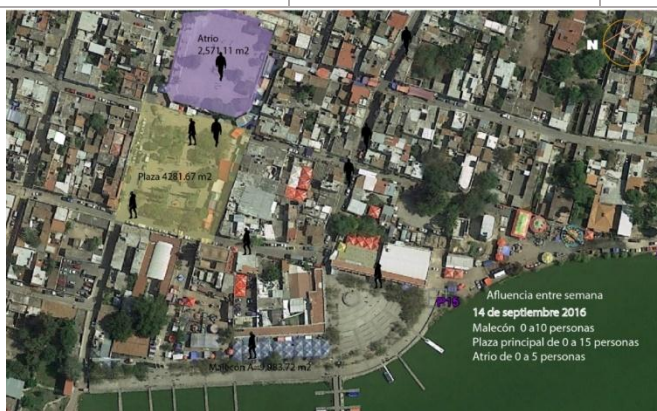 Atrio
2,571.11 m2
N
Plaza 4281.67 m2
Afluencia entre semana
14 de septiembre 2016
Malecón 0 a10 personas
Plaza principal de 0 a 15 personas
Atrio de 0 a 5 personas
Malecón